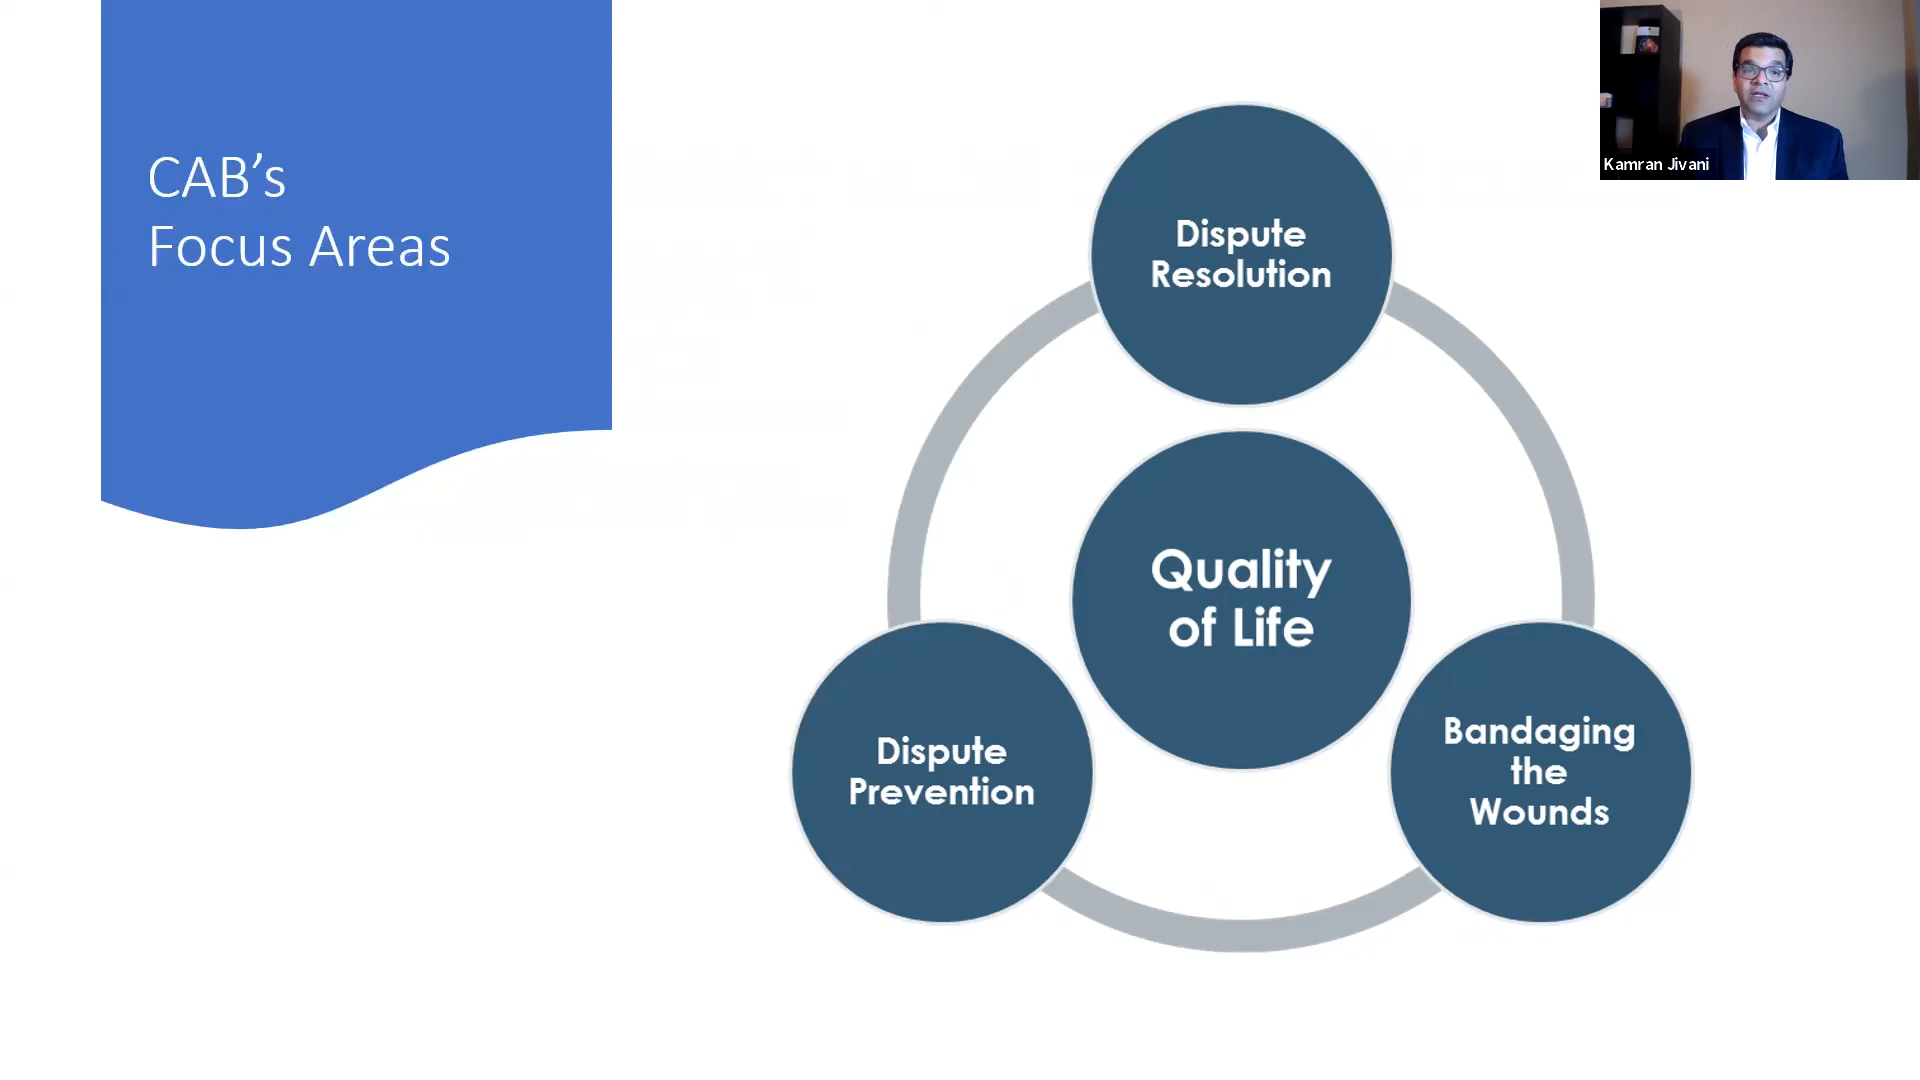 CAB’s
Focus Areas
Kamran Jivani
Dispute
Resolution
Quality
of Life
Dispute
Prevention
Bandaging
the
Wounds